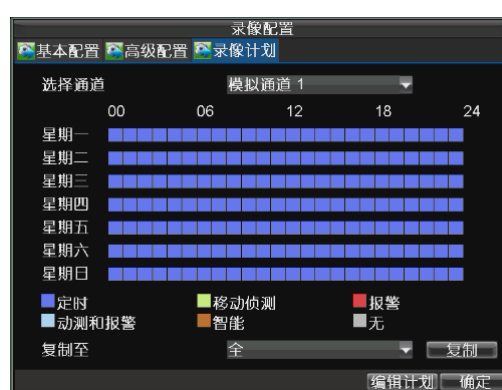 录像配置
基本配置 高级配置 录像计划
选择通道 模拟通道 1
00 06 12 18 24
星期一
星期二
星期三
星期四
星期五
星期六
星期日
定时 移动侦测 报警
动测和报警 智能 无
复制至 全 复制
编辑计划 确定